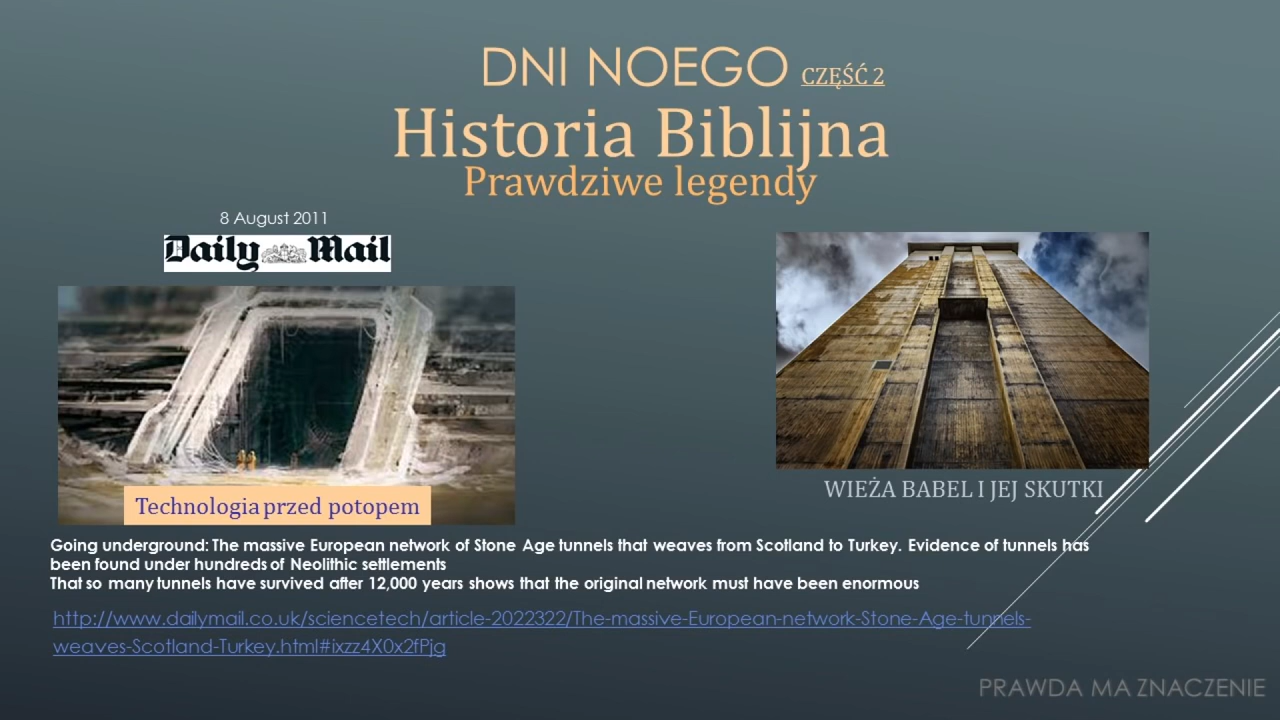 DNI NOEGO CZĘŚĆ 2
Historia Biblijna
Prawdziwe legendy
8 August 2011
Daily Mail
Technologia przed potopem
WIEŻA BABEL I JEJ SKUTKI
Going underground: The massive European network of Stone Age tunnels that weaves from Scotland to Turkey. Evidence of tunnels has
been found under hundreds of Neolithic settlements
That so many tunnels have survived after 12,000 years shows that the original network must have been enormous
http://www.dailymail.co.uk/sciencetech/article-2022322/The-massive-European-network-Stone-Age-tunnels-
weaves-Scotland-Turkey.html#ixzz4X0x2fPjg
PRAWDA MA ZNACZENIE